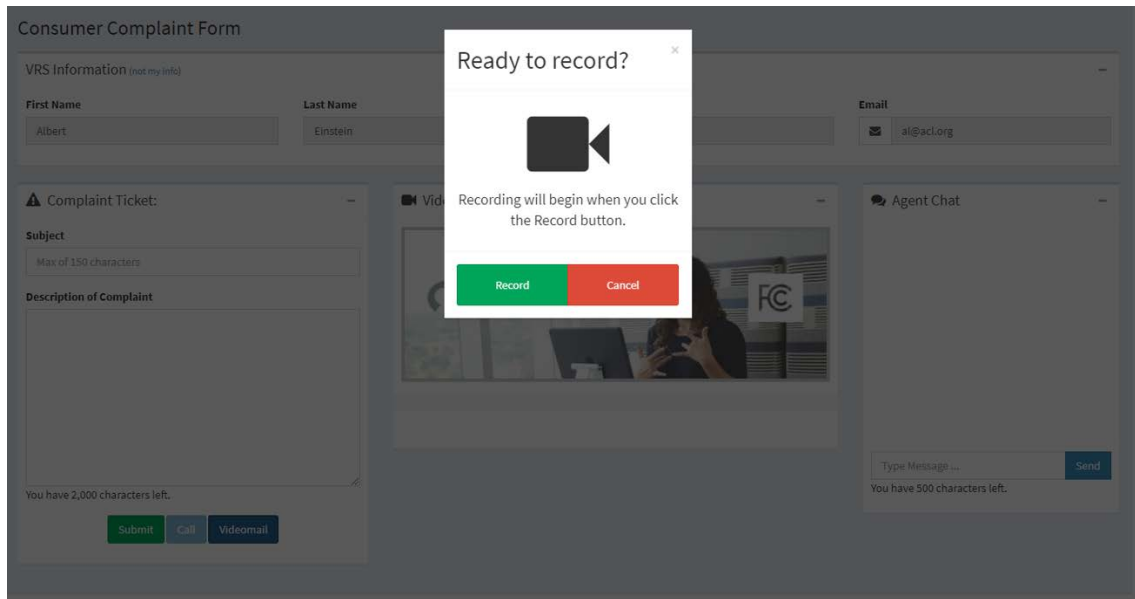 Consumer Complaint Form
VRS Information (not my info)
First Name
Last Name
Email
Albert
Einstein
al@acl.org
Ready to record?
×
Recording will begin when you click
the Record button.
Record
Cancel
Complaint Ticket:
Subject
Max of 150 characters
Description of Complaint
You have 2,000 characters left.
Submit
Call
Videomail
FCC
Agent Chat
Type Message ...
Send
You have 500 characters left.